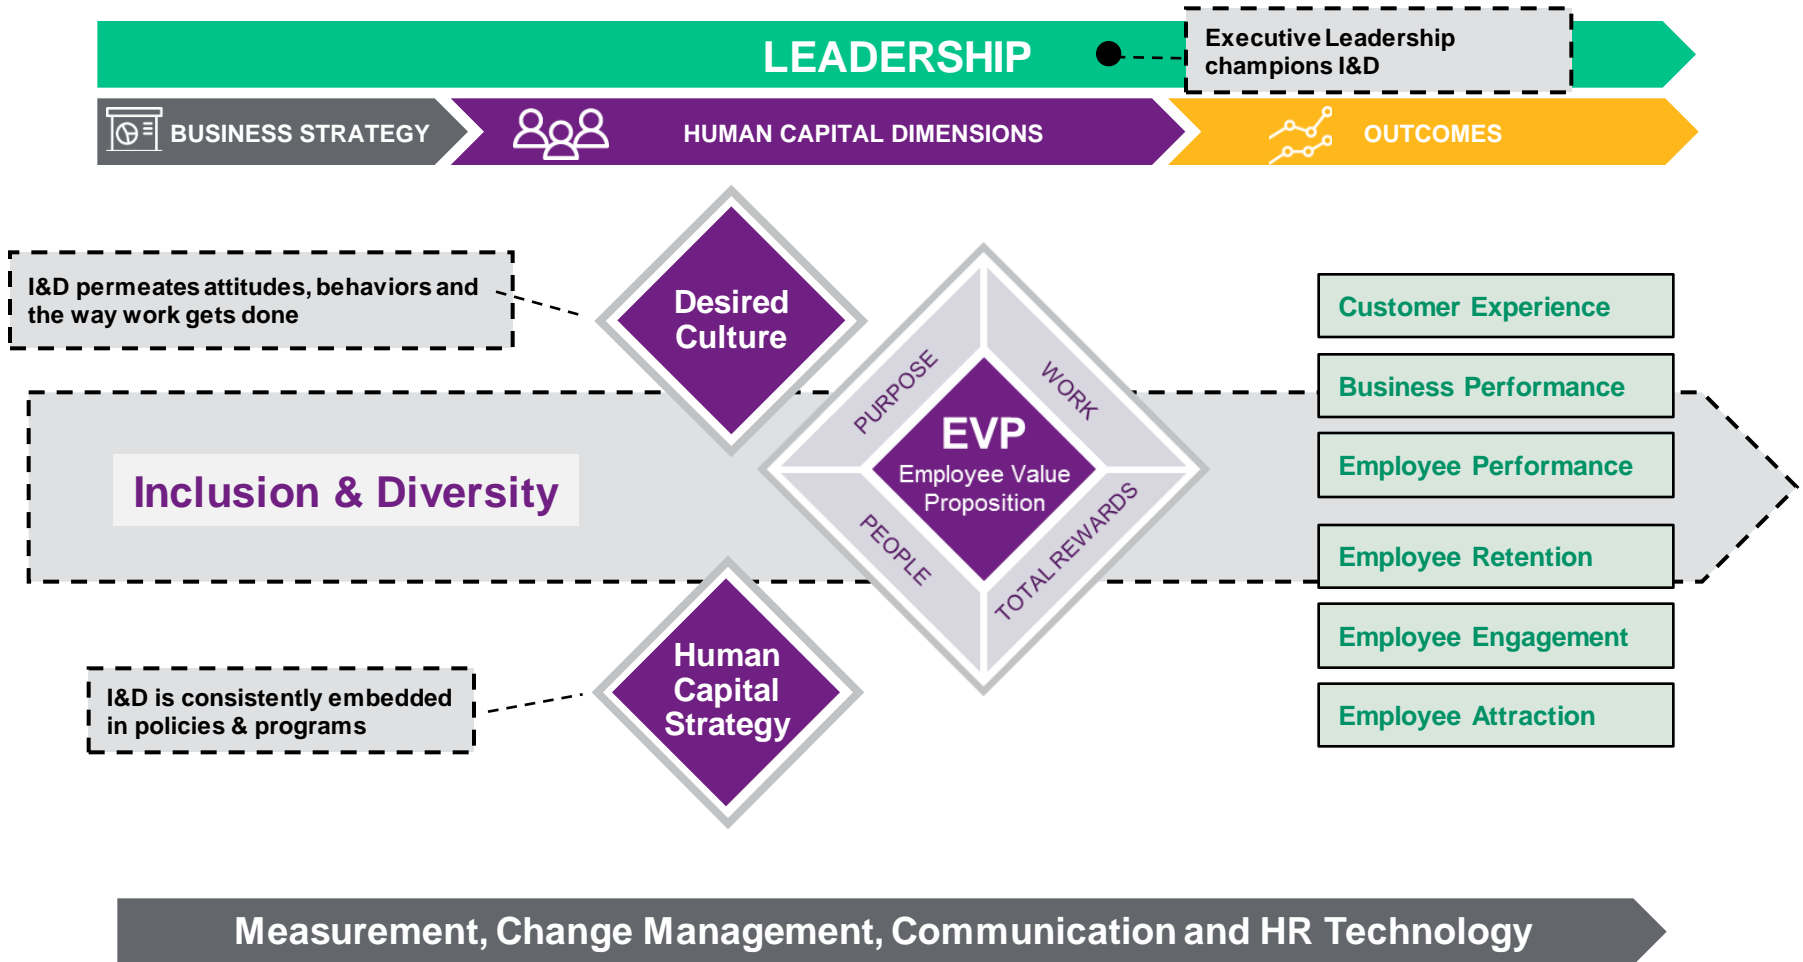 LEADERSHIP
Executive Leadership
champions I&D
BUSINESS STRATEGY
HUMAN CAPITAL DIMENSIONS
OUTCOMES
I&D permeates attitudes, behaviors and
the way work gets done
Desired
Culture
Inclusion & Diversity
PURPOSE
WORK
EVP
Employee Value
Proposition
PEOPLE
TOTAL REWARDS
Human
Capital
Strategy
I&D is consistently embedded
in policies & programs
Customer Experience
Business Performance
Employee Performance
Employee Retention
Employee Engagement
Employee Attraction
Measurement, Change Management, Communication and HR Technology